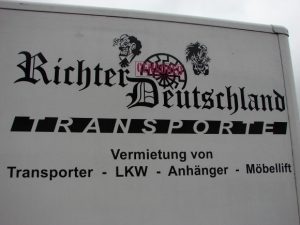 Richter
Deutschland
TRANSPORTE
Vermietung von
Transporter - LKW - Anhänger - Möbellift